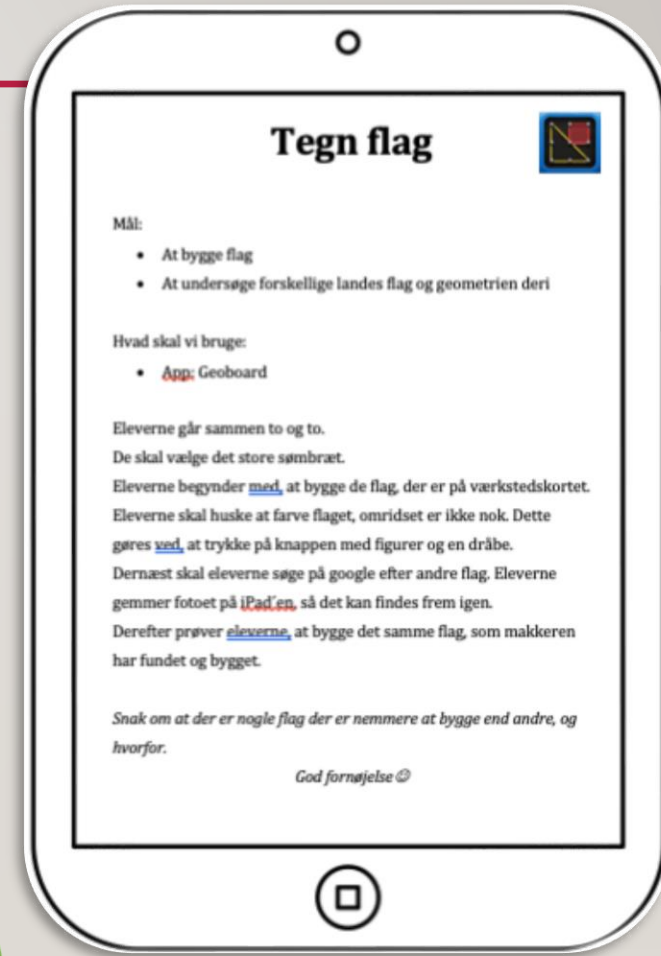 Tegn flag
Mål:
• At bygge flag
• At undersøge forskellige landes flag og geometrien deri
Hvad skal vi bruge:
• App: Geoboard
Eleverne går sammen to og to.
De skal vælge det store sømbræt.
Eleverne begynder med, at bygge de flag, der er på værkstedskortet.
Eleverne skal huske at farve flaget, omridset er ikke nok. Dette
gøres ved, at trykke på knappen med figurer og en dråbe.
Dernæst skal eleverne søge på google efter andre flag. Eleverne
gemmer fotoet på iPad´en, så det kan findes frem igen.
Derefter prøver eleverne, at bygge det samme flag, som makkeren
har fundet og bygget.
Snak om at der er nogle flag der er nemmere at bygge end andre, og
hvorfor.
God fornøjelse☺